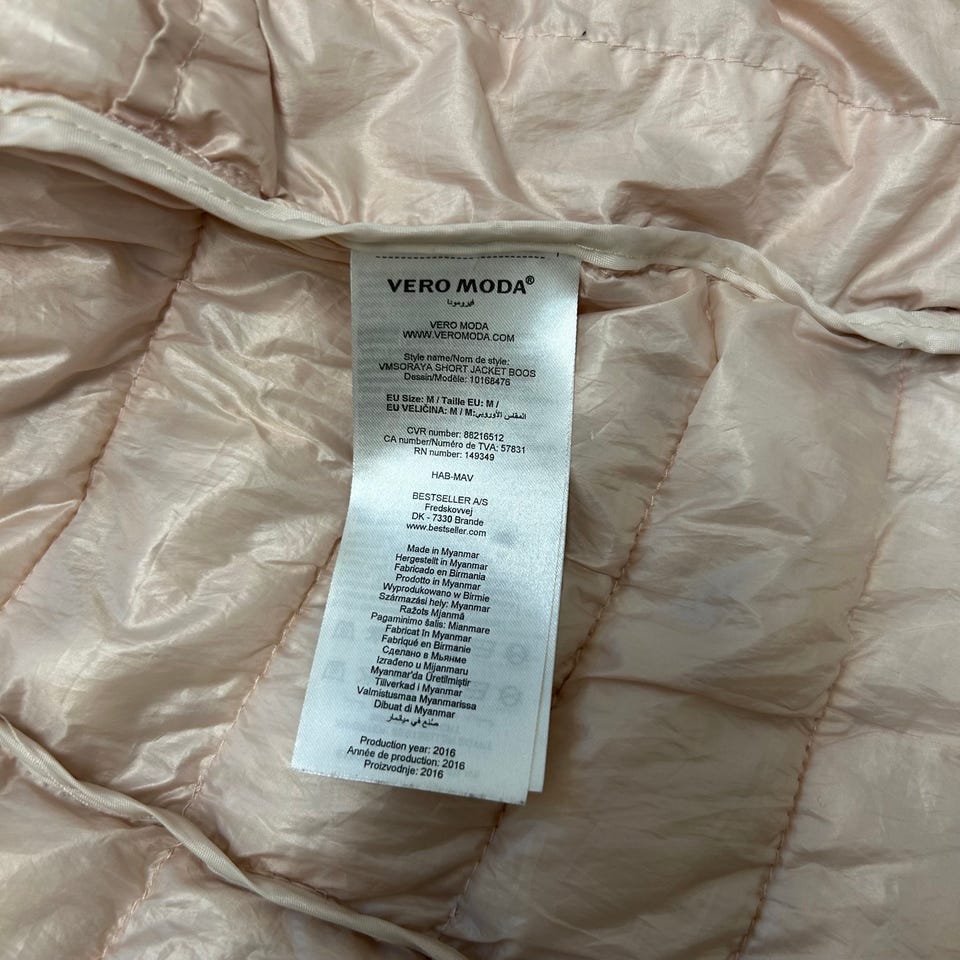 VERO MODA®
فيرومودا
VERO MODA
WWW.VEROMODA.COM
Style name/Nom de style:
VMSORAYA SHORT JACKET BOOS
Dessin/Modèle: 10168476
EU Size: M / Taille EU: M /
EU VELIČINA: M / M:المقاس الأوروبي
CVR number: 88216512
CA number/Numéro de TVA: 57831
RN number: 149349
HAB-MAV
BESTSELLER A/S
Fredskovvej
DK - 7330 Brande
www.bestseller.com
Made in Myanmar
Hergestellt in Myanmar
Fabricado en Birmania
Prodotto in Myanmar
Wyprodukowano w Birmie
Származási hely: Myanmar
Ražots Mjanmā
Pagaminimo šalis: Mianmare
Fabricat în Myanmar
Fabriqué en Birmanie
Сделано в Мьянме
Izrađeno u Mijanmaru
Myanmar'da Üretilmiştir
Tillverkad i Myanmar
Valmistusmaa Myanmarissa
Dibuat di Myanmar
صنع في ميانمار
Production year: 2016
Année de production: 2016
Proizvodnje: 2016